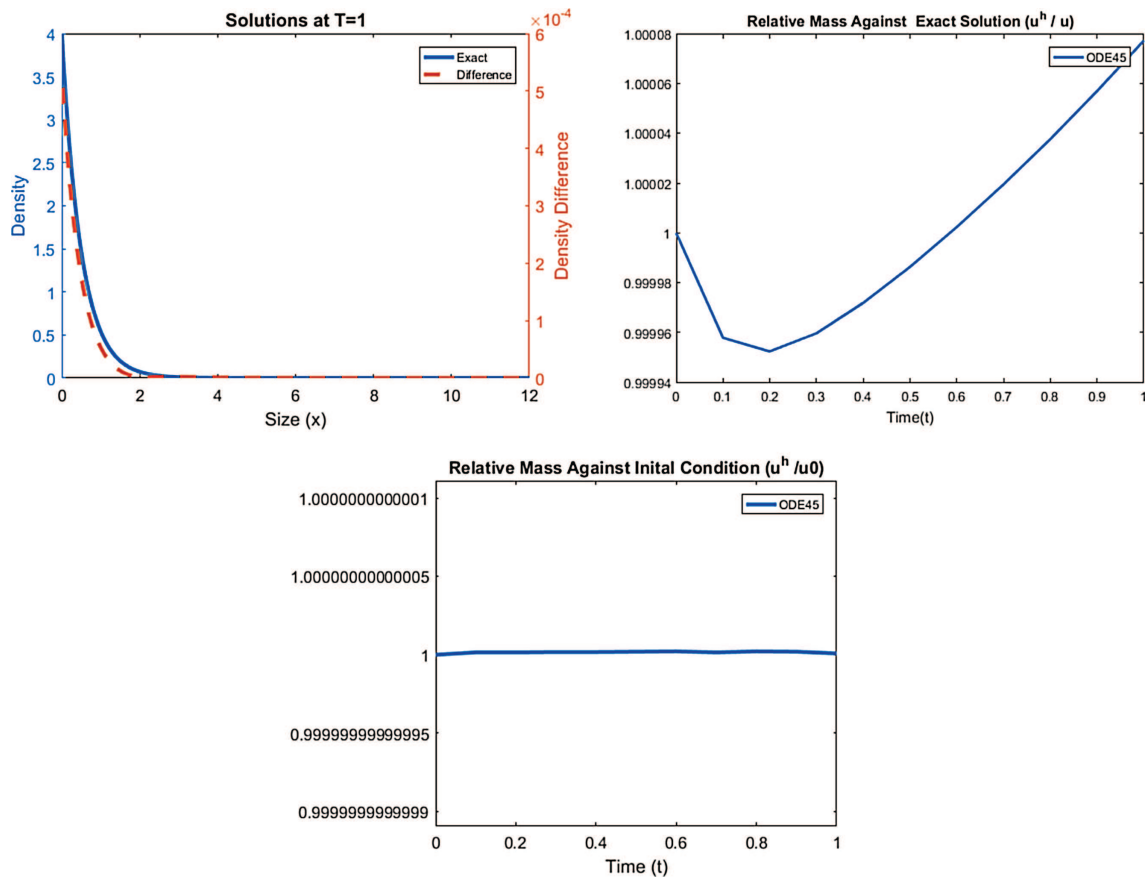 Solutions at T=1
×10-4
4
3.5
3
2.5
2
1.5
1
0.5
0
Density
Exact
Difference
6
5
4
3
2
1
0
Density Difference
0 2 4 6 8 10 12
Size (x)
Relative Mass Against Exact Solution (uh / u)
1.00008
1.00006
1.00004
1.00002
1
0.99998
0.99996
0.99994
ODE45
0 0.1 0.2 0.3 0.4 0.5 0.6 0.7 0.8 0.9 1
Time(t)
Relative Mass Against Inital Condition (uh /u0)
1.0000000000001
1.00000000000005
1
0.99999999999995
0.9999999999999
ODE45
0 0.2 0.4 0.6 0.8 1
Time (t)